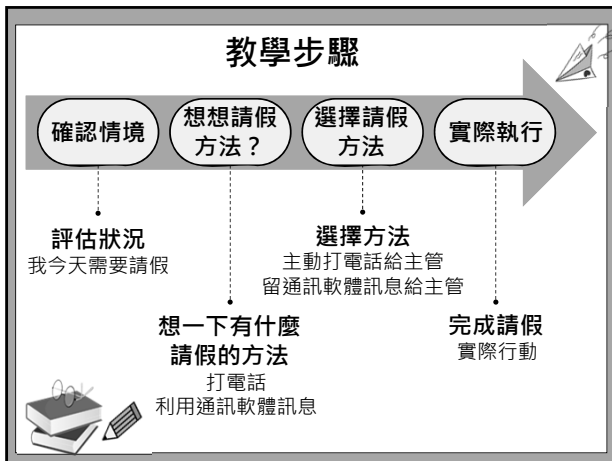 教學步驟
確認情境
想想請假
方法？
選擇請假
方法
實際執行
評估狀況
我今天需要請假
想一下有什麼
請假的方法
打電話
利用通訊軟體訊息
選擇方法
主動打電話給主管
留通訊軟體訊息給主管
完成請假
實際行動